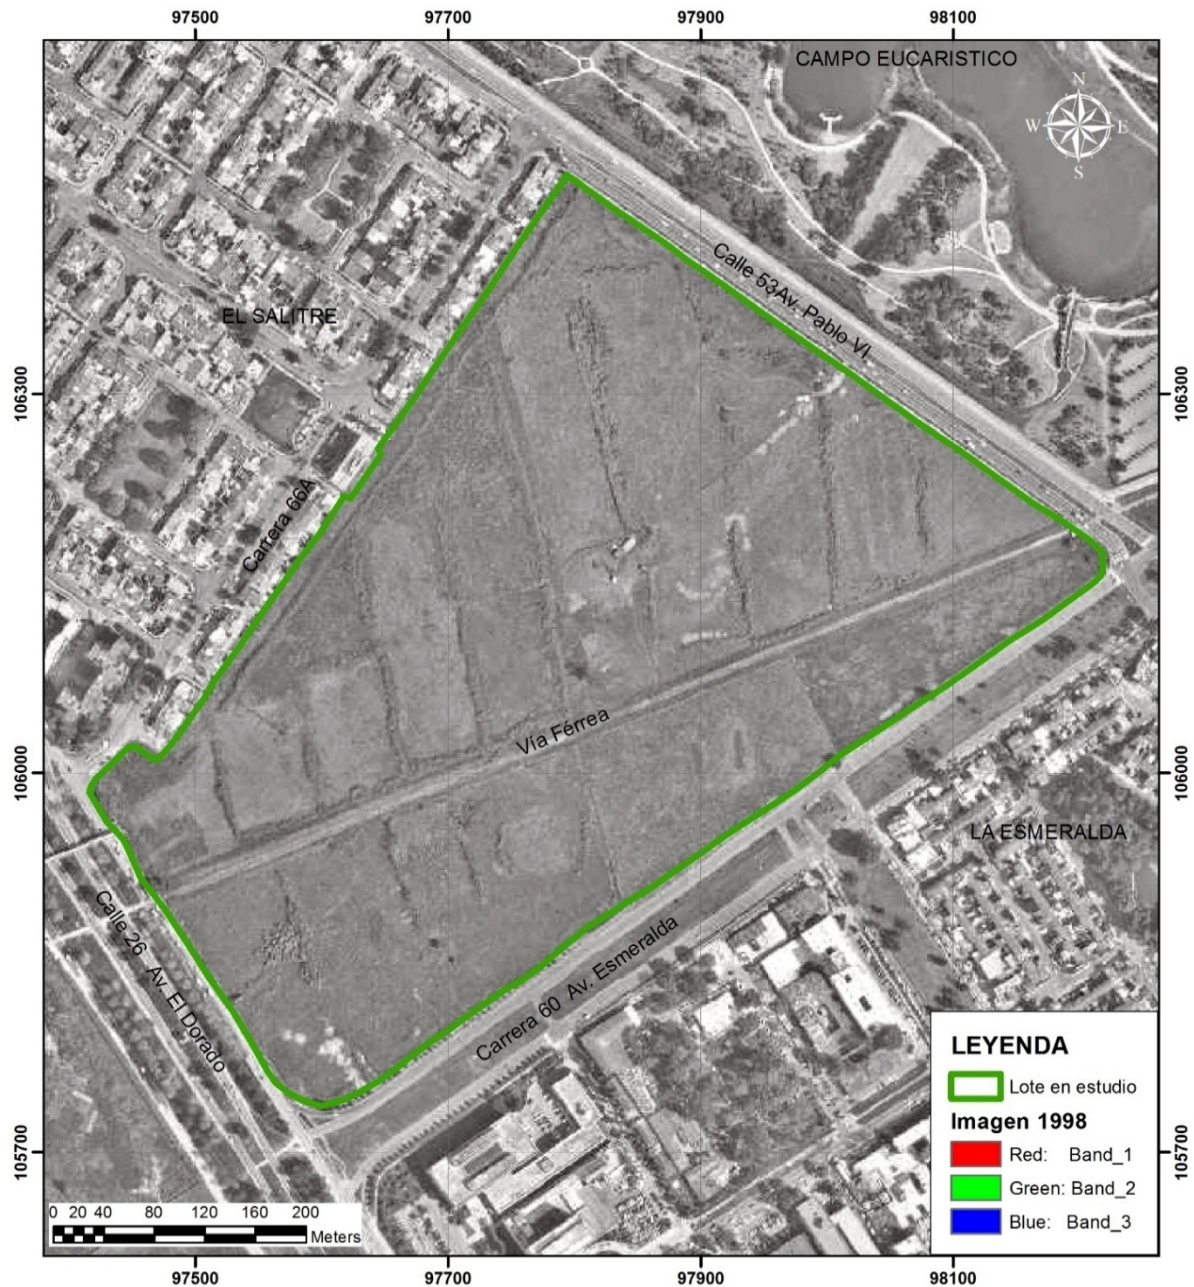 97500 97700 97900 98100
CAMPO EUCARISTICO
N
W E
S
Calle 53Av. Pablo VI
EL SALITRE
106300 106300
Carrera 66A
Vía Férrea
106000 106000
LA ESMERALDA
Calle 26 Av. El Dorado
Carrera 60 Av. Esmeralda
LEYENDA
Lote en estudio
Imagen 1998
Red: Band_1
Green: Band_2
Blue: Band_3
105700 105700
0 20 40 80 120 160 200
Meters
97500 97700 97900 98100